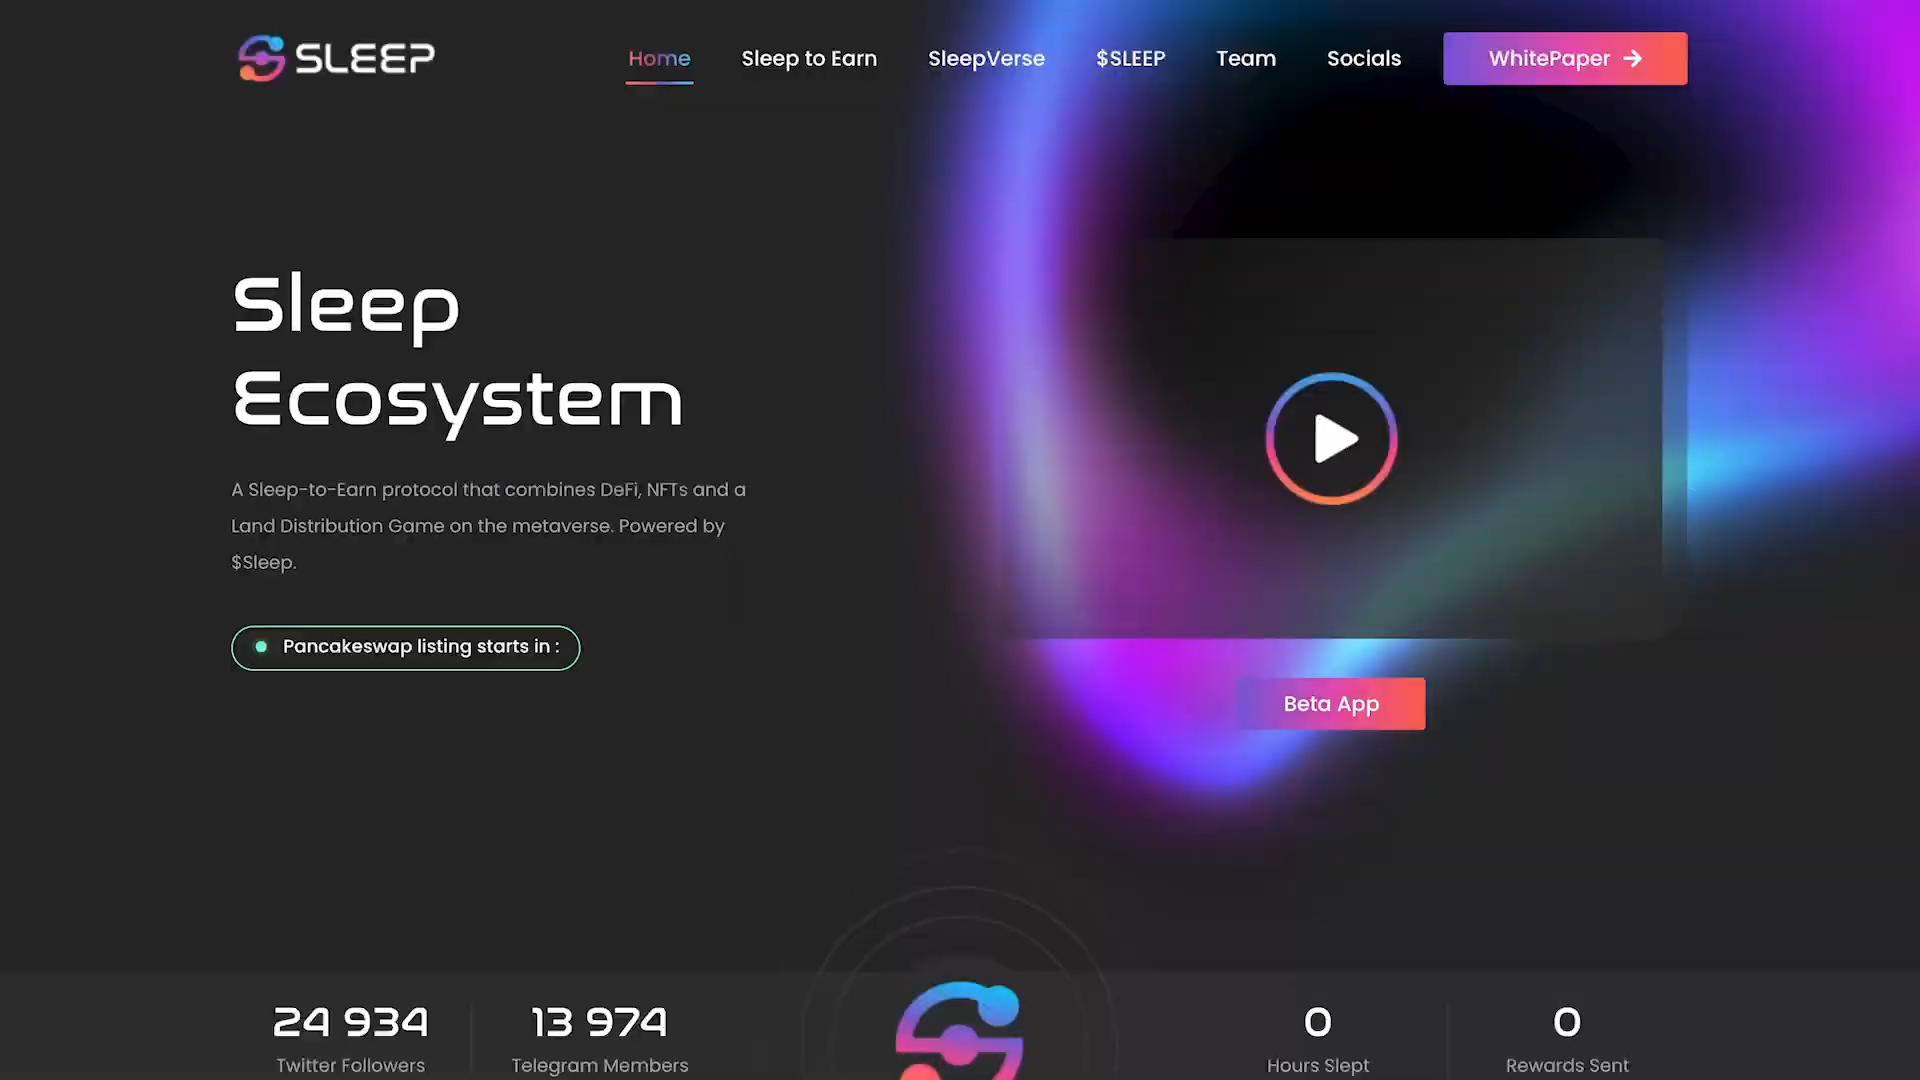 SLEEP
Home
Sleep to Earn
SleepVerse
$SLEEP
Team
Socials
WhitePaper
Sleep
Ecosystem
A Sleep-to-Earn protocol that combines DeFi, NFTs and a
Land Distribution Game on the metaverse. Powered by
$Sleep.
Pancakeswap listing starts in :
Beta App
24 934
Twitter Followers
13 974
Telegram Members
0
Hours Slept
0
Rewards Sent